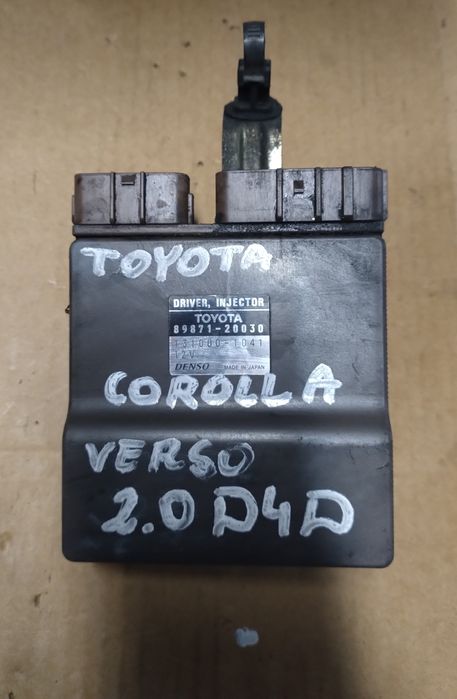 TOYOTA
DRIVER, INJECTOR
TOYOTA
89871-20030
131000-1041
12V
DENSO MADE IN JAPAN
COROLLA
VERSO
2.0 D4D